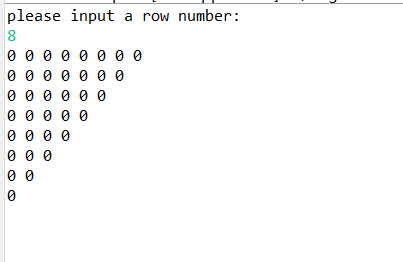 please input a row number:
8
0 0 0 0 0 0 0 0
0 0 0 0 0 0 0
0 0 0 0 0 0
0 0 0 0 0
0 0 0 0
0 0 0
0 0
0